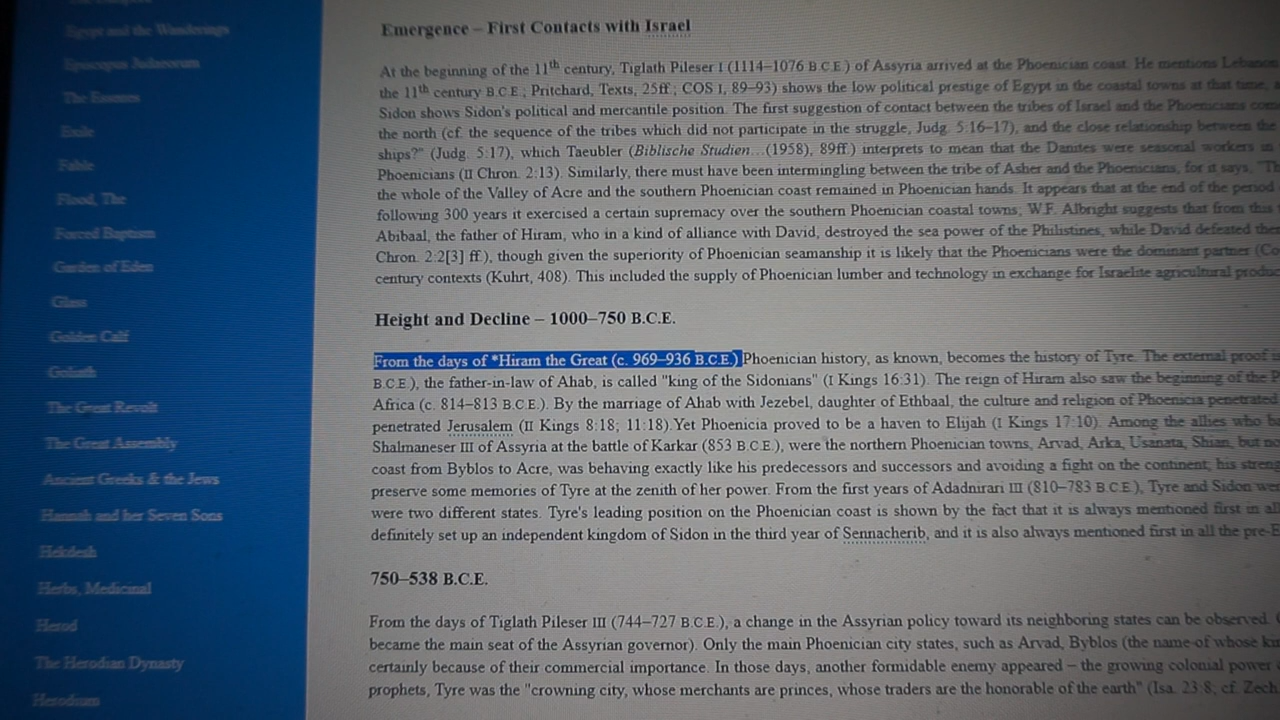 Egypt and the Wanderings
Episcopus Judaeorum
The Essenes
Exile
Fable
Flood, The
Forced Baptism
Garden of Eden
Glass
Golden Calf
Goliath
The Great Revolt
The Great Assembly
Ancient Greeks & the Jews
Hannah and her Seven Sons
Hekdesh
Herbs, Medicinal
Herod
The Herodian Dynasty
Herodium
Emergence – First Contacts with Israel
At the beginning of the 11th century, Tiglath Pileser I (1114–1076 B.C.E.) of Assyria arrived at the Phoenician coast. He mentions Lebanon
the 11th century B.C.E.; Pritchard, Texts, 25ff.; COS I, 89–93) shows the low political prestige of Egypt in the coastal towns at that time,
Sidon shows Sidon's political and mercantile position. The first suggestion of contact between the tribes of Israel and the Phoenicians
the north (cf. the sequence of the tribes which did not participate in the struggle, Judg. 5:16–17), and the close relationship between the
ships?" (Judg. 5:17), which Taeubler (Biblische Studien…(1958), 89ff.) interprets to mean that the Danites were seasonal workers in
Phoenicians (II Chron. 2:13). Similarly, there must have been intermingling between the tribe of Asher and the Phoenicians, for it says,
the whole of the Valley of Acre and the southern Phoenician coast remained in Phoenician hands. It appears that at the end of the period
following 300 years it exercised a certain supremacy over the southern Phoenician coastal towns; W.F. Albright suggests that from this
Abibaal, the father of Hiram, who in a kind of alliance with David, destroyed the sea power of the Philistines, while David defeated
Chron. 2:2[3] ff.), though given the superiority of Phoenician seamanship it is likely that the Phoenicians were the dominant partner
century contexts (Kuhrt, 408). This included the supply of Phoenician lumber and technology in exchange for Israelite agricultural
Height and Decline – 1000–750 B.C.E.
From the days of *Hiram the Great (c. 969–936 B.C.E.) Phoenician history, as known, becomes the history of Tyre. The external proof
B.C.E.), the father-in-law of Ahab, is called "king of the Sidonians" (I Kings 16:31). The reign of Hiram also saw the beginning of the
Africa (c. 814–813 B.C.E.). By the marriage of Ahab with Jezebel, daughter of Ethbaal, the culture and religion of Phoenicia penetrated
penetrated Jerusalem (II Kings 8:18; 11:18).Yet Phoenicia proved to be a haven to Elijah (I Kings 17:10). Among the allies who
Shalmaneser III of Assyria at the battle of Karkar (853 B.C.E.), were the northern Phoenician towns, Arvad, Arka, Usanata, Shian, but
coast from Byblos to Acre, was behaving exactly like his predecessors and successors and avoiding a fight on the continent; his
preserve some memories of Tyre at the zenith of her power. From the first years of Adadnirari III (810–783 B.C.E.), Tyre and Sidon
were two different states. Tyre's leading position on the Phoenician coast is shown by the fact that it is always mentioned first in
definitely set up an independent kingdom of Sidon in the third year of Sennacherib, and it is also always mentioned first in all the
750–538 B.C.E.
From the days of Tiglath Pileser III (744–727 B.C.E.), a change in the Assyrian policy toward its neighboring states can be observed.
became the main seat of the Assyrian governor). Only the main Phoenician city states, such as Arvad, Byblos (the name of whose
certainly because of their commercial importance. In those days, another formidable enemy appeared – the growing colonial power
prophets, Tyre was the "crowning city, whose merchants are princes, whose traders are the honorable of the earth" (Isa. 23:8; cf. Zech